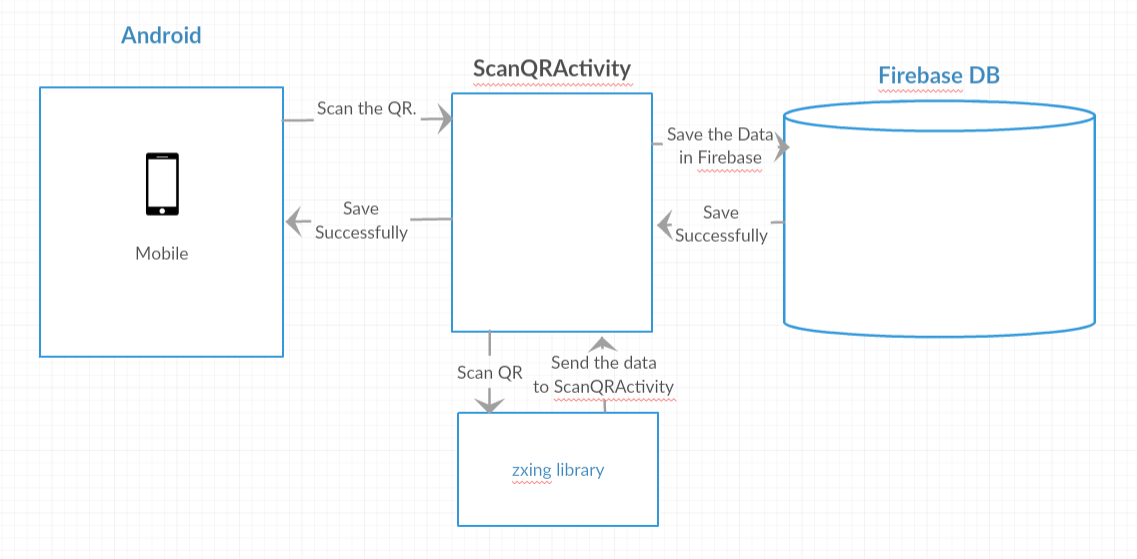 Android
ScanQRActivity
Firebase DB
Scan the QR.
Save the Data
in Firebase
Save
Successfully
Save
Successfully
Mobile
Scan QR
Send the data
to ScanQRActivity
zxing library